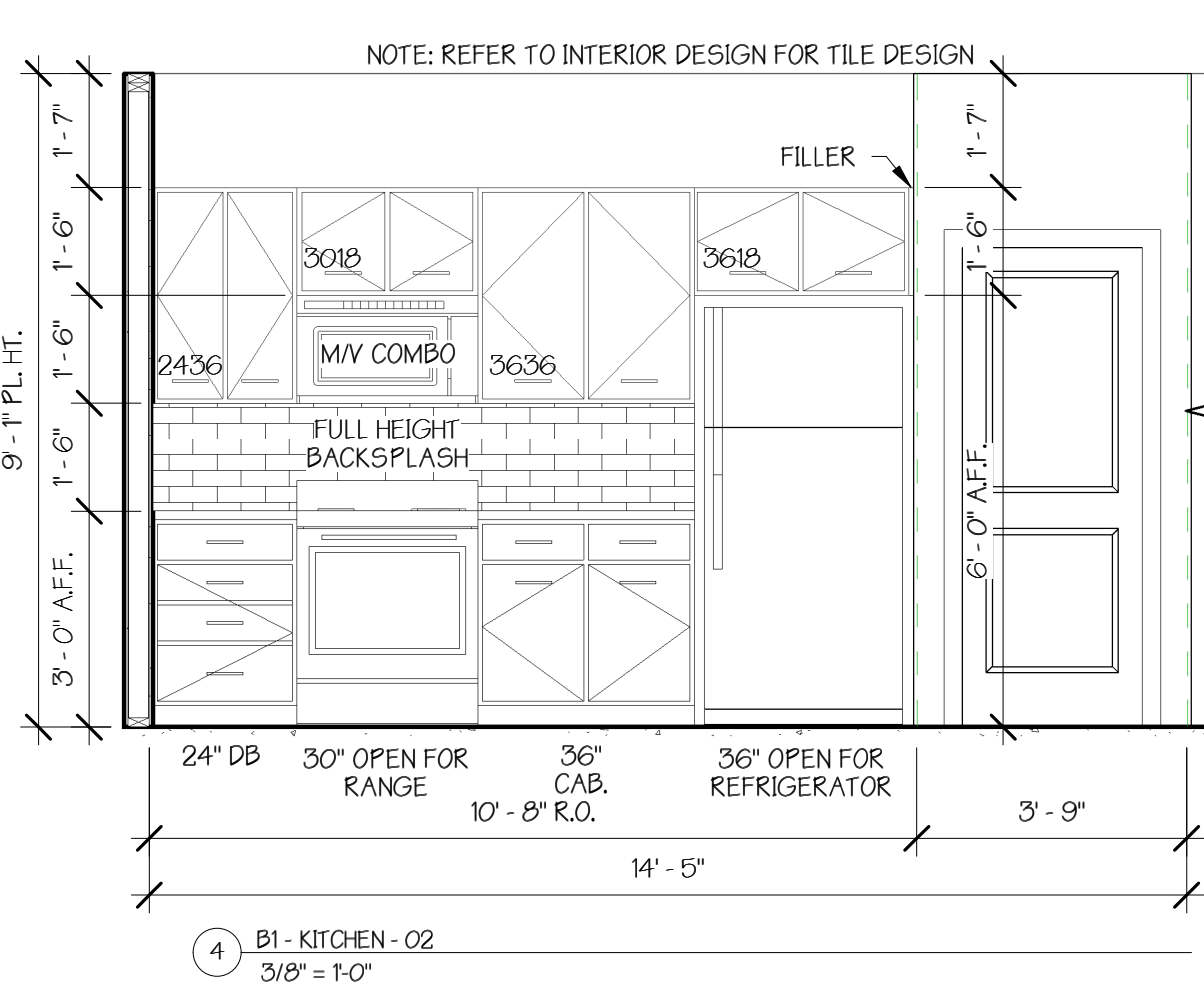 NOTE: REFER TO INTERIOR DESIGN FOR TILE DESIGN
1' - 7"
1' - 7"
FILLER
1' - 6"
1' - 6"
3018
3618
9' - 1" PL. HT.
1' - 6"
2436
M/V COMBO
3636
1' - 6"
FULL HEIGHT
BACKSPLASH
6' - 0" A.F.F.
3' - 0" A.F.F.
24" DB
30" OPEN FOR
RANGE
36"
CAB.
36" OPEN FOR
REFRIGERATOR
10' - 8" R.O.
3' - 9"
14' - 5"
4
B1 - KITCHEN - 02
3/8" = 1'-0"